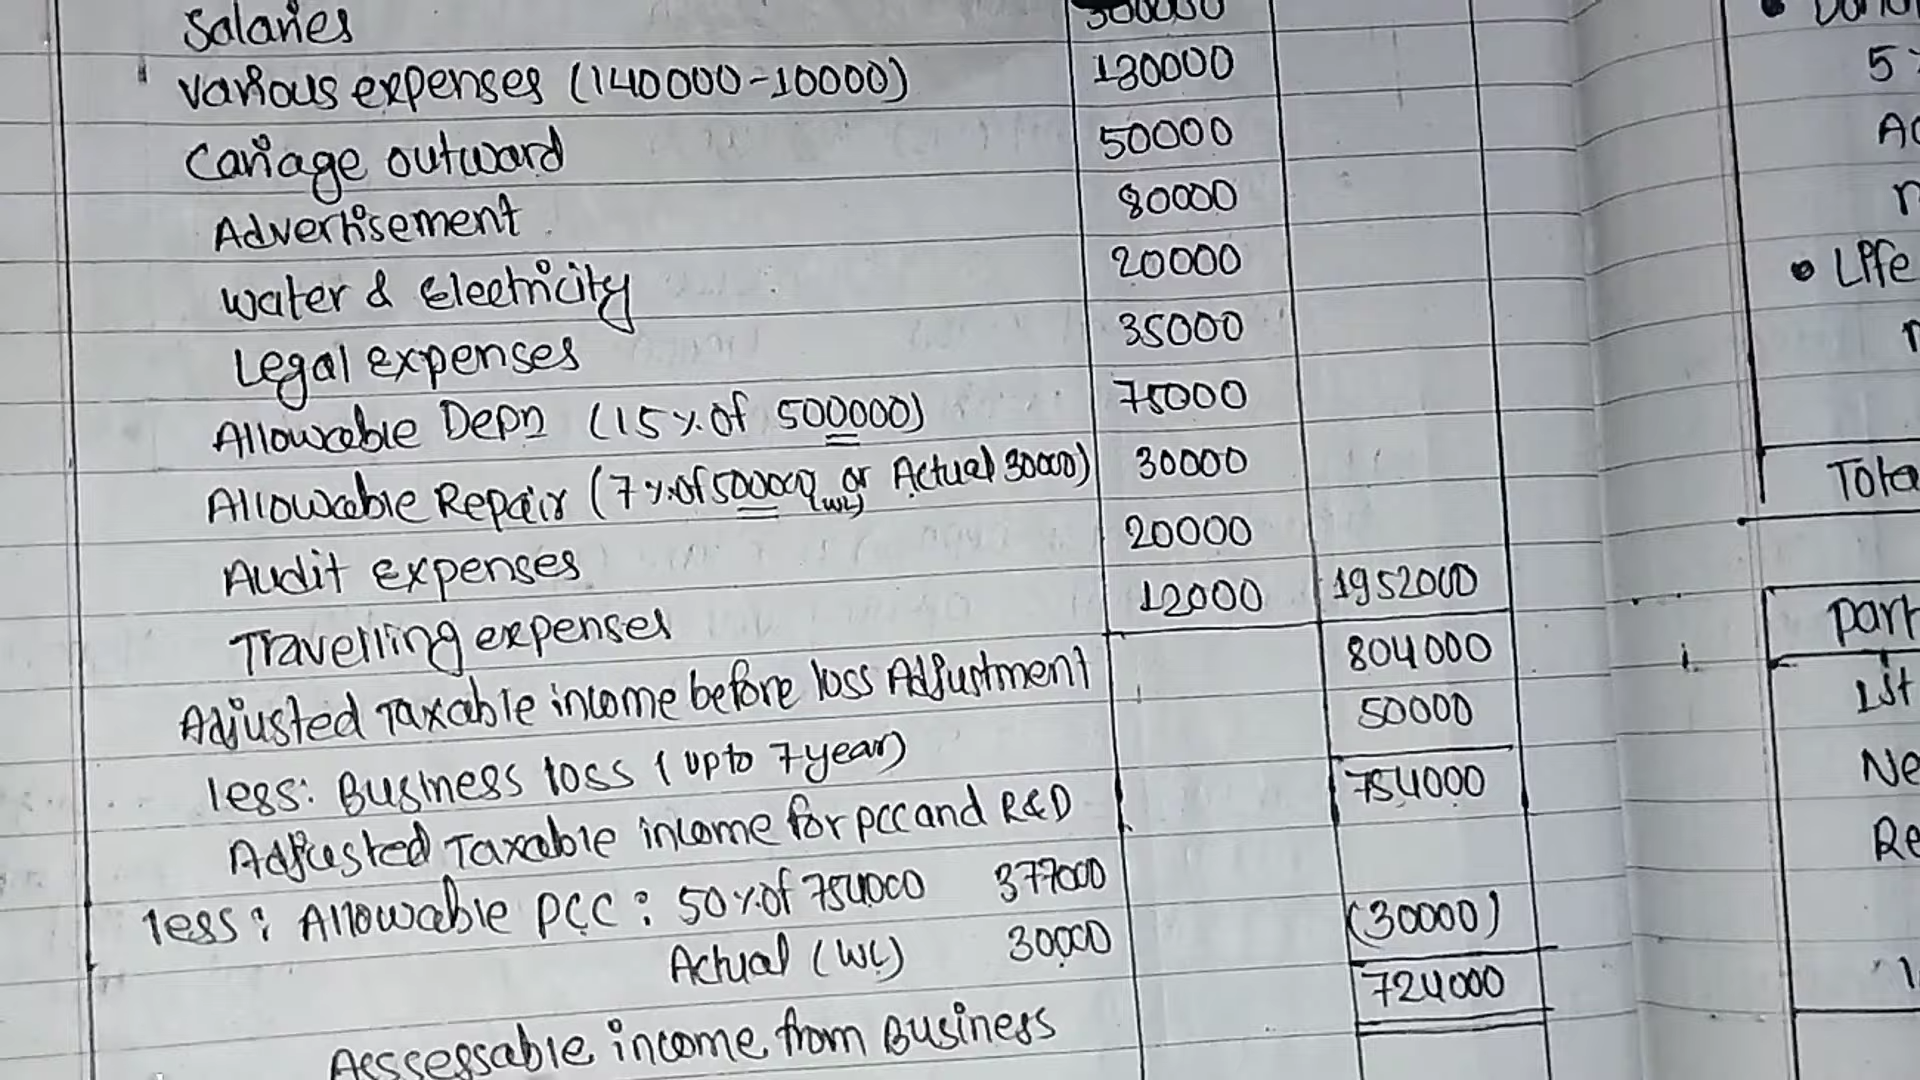 Salaries 300000
Various expenses (140000-10000) 130000
Carriage outward 50000
Advertisement 80000
Water & Electricity 20000
Legal expenses 35000
Allowable Depn (15% of 500000) 75000
Allowable Repair (7% of 500000 or Actual 30000) (WL) 30000
Audit expenses 20000
Travelling expenses 12000 1952000
Adjusted Taxable income before loss Adjustment 804000
less: Business loss (upto 7 year) 50000
Adjusted Taxable income for pcc and R&D 754000
less: Allowable PCC: 50% of 754000 377000
Actual (WL) 30000 (30000)
Asssessable income from Business 724000
5%
Life
Tota
part
1st
Ne
Re